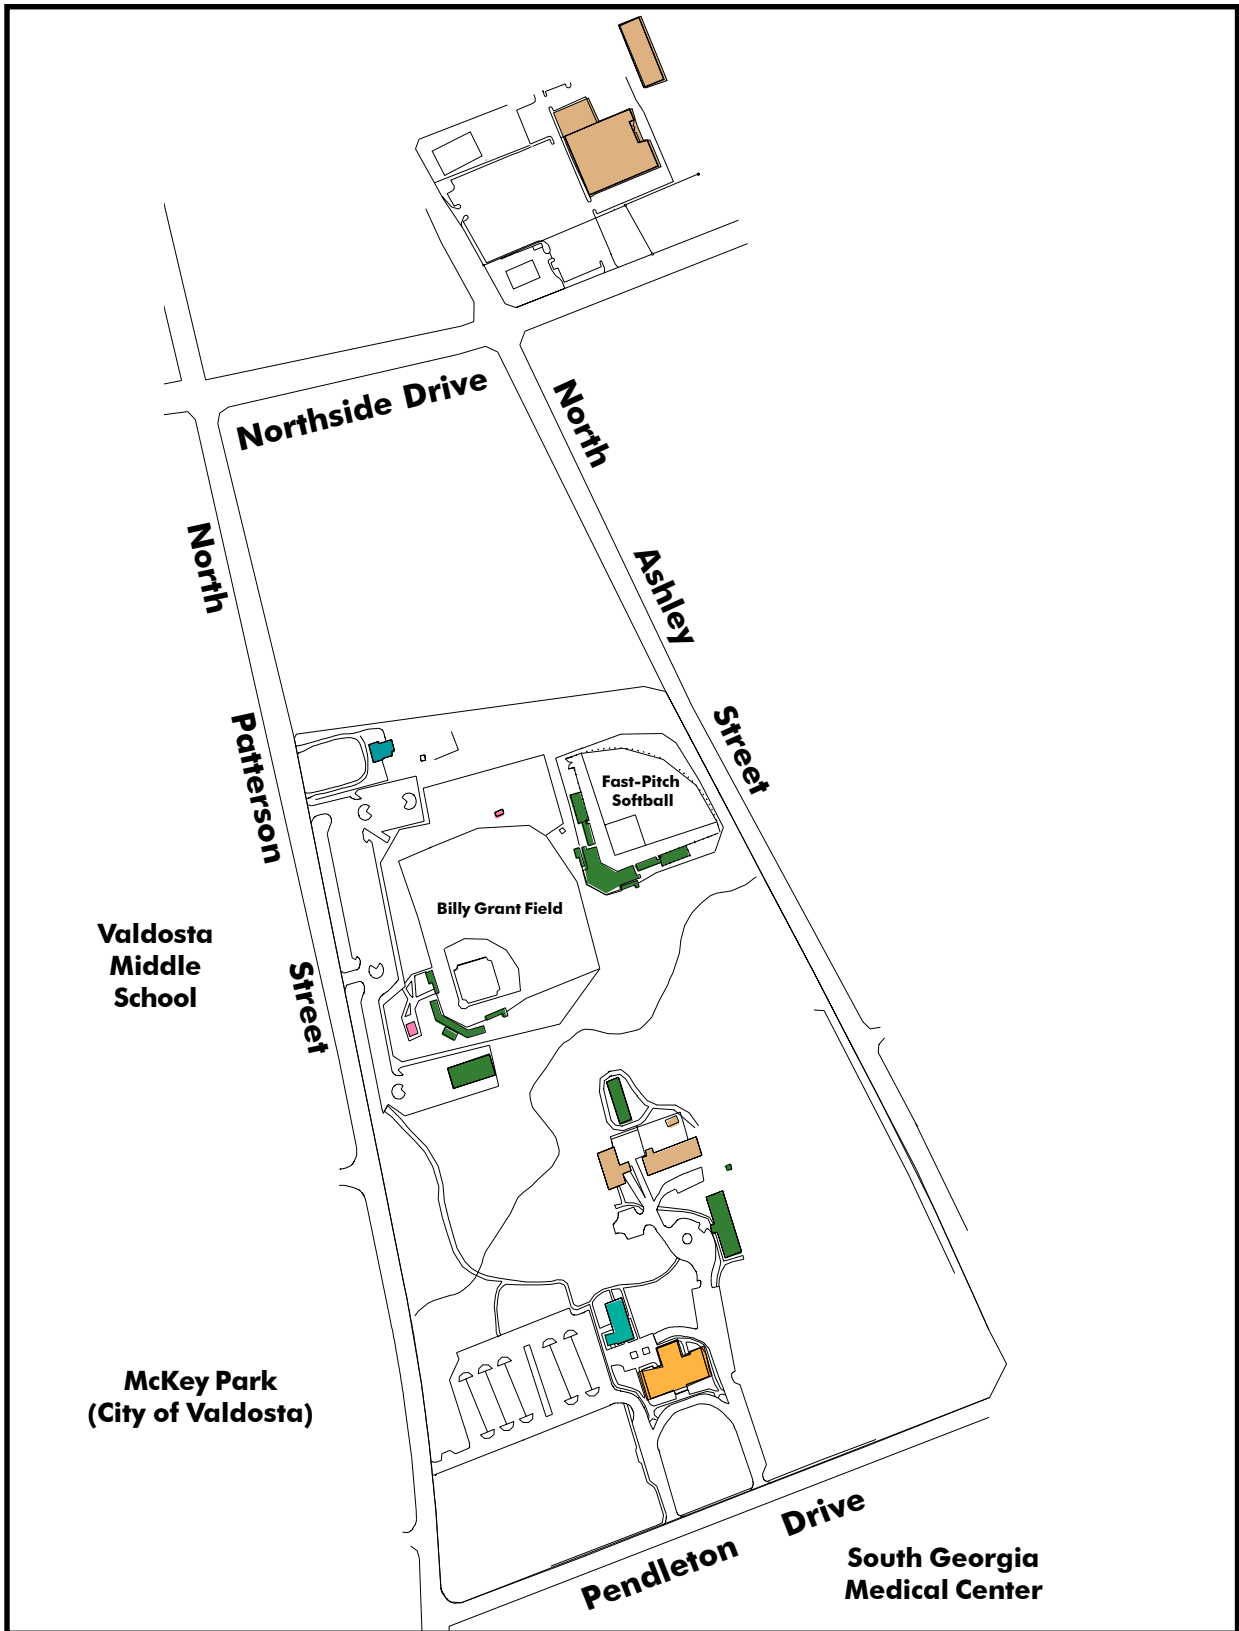 Northside Drive
North
Ashley
Street
North
Patterson
Street
Fast-Pitch
Softball
Billy Grant Field
Valdosta
Middle
School
McKey Park
(City of Valdosta)
Pendleton Drive
South Georgia
Medical Center